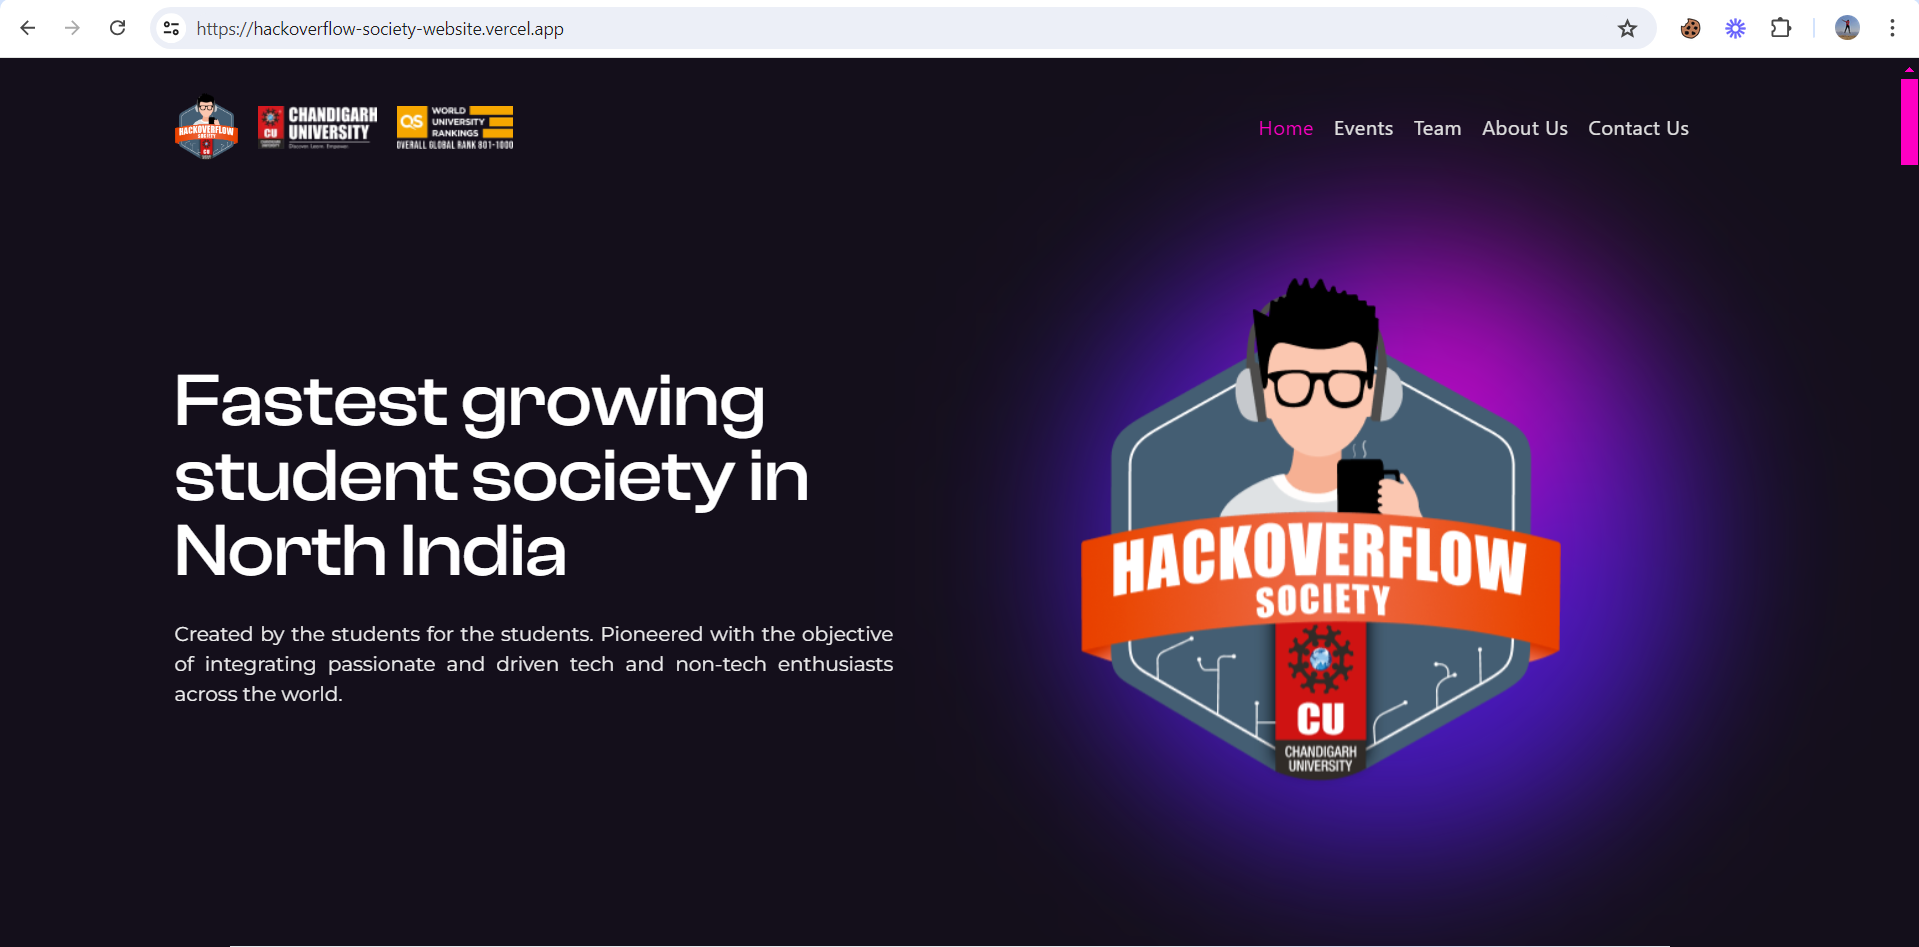 https://hackoverflow-society-website.vercel.app
HACKOVERFLOW
SOCIETY
CU
CHANDIGARH
UNIVERSITY
Discover. Learn. Empower.
QS
WORLD
UNIVERSITY
RANKINGS
OVERALL GLOBAL RANK 801-1000
Home Events Team About Us Contact Us
Fastest growing
student society in
North India
Created by the students for the students. Pioneered with the objective
of integrating passionate and driven tech and non-tech enthusiasts
across the world.
HACKOVERFLOW
SOCIETY
CU
CHANDIGARH
UNIVERSITY